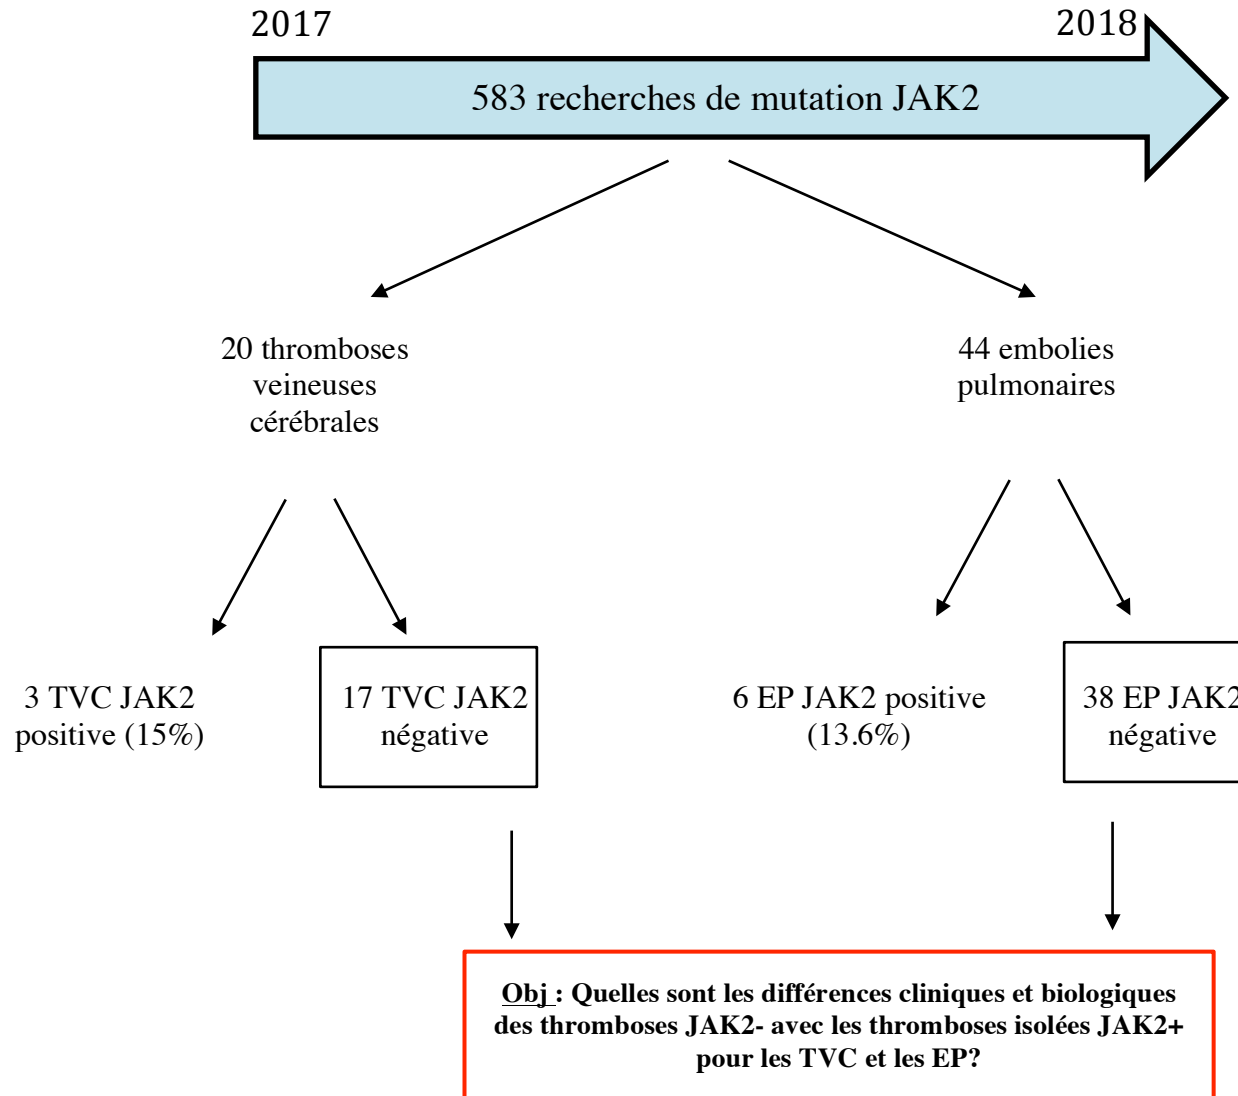 2017
2018
583 recherches de mutation JAK2
20 thromboses
veineuses
cérébrales
44 embolies
pulmonaires
3 TVC JAK2
positive (15%)
17 TVC JAK2
négative
6 EP JAK2 positive
(13.6%)
38 EP JAK2
négative
Obj : Quelles sont les différences cliniques et biologiques
des thromboses JAK2- avec les thromboses isolées JAK2+
pour les TVC et les EP?